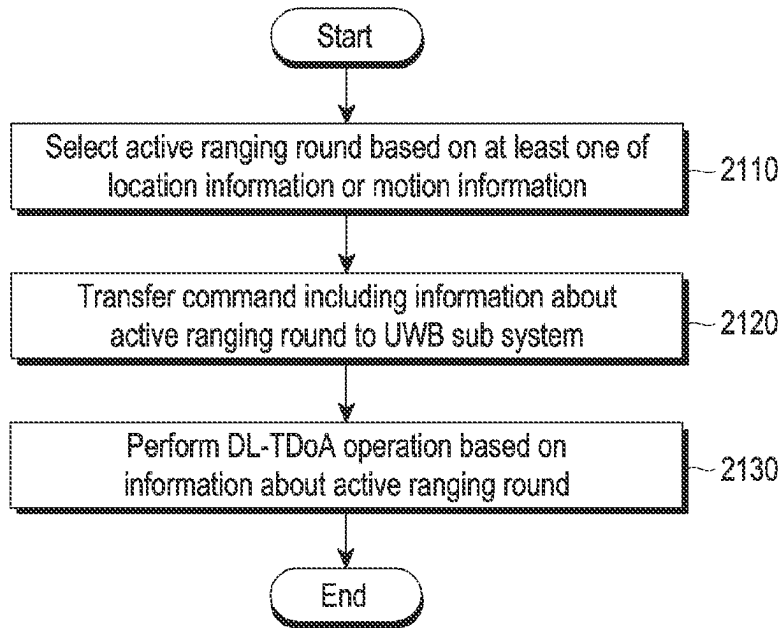 Start
Select active ranging round based on at least one of
location information or motion information
2110
Transfer command including information about
active ranging round to UWB sub system
2120
Perform DL-TDoA operation based on
information about active ranging round
2130
End